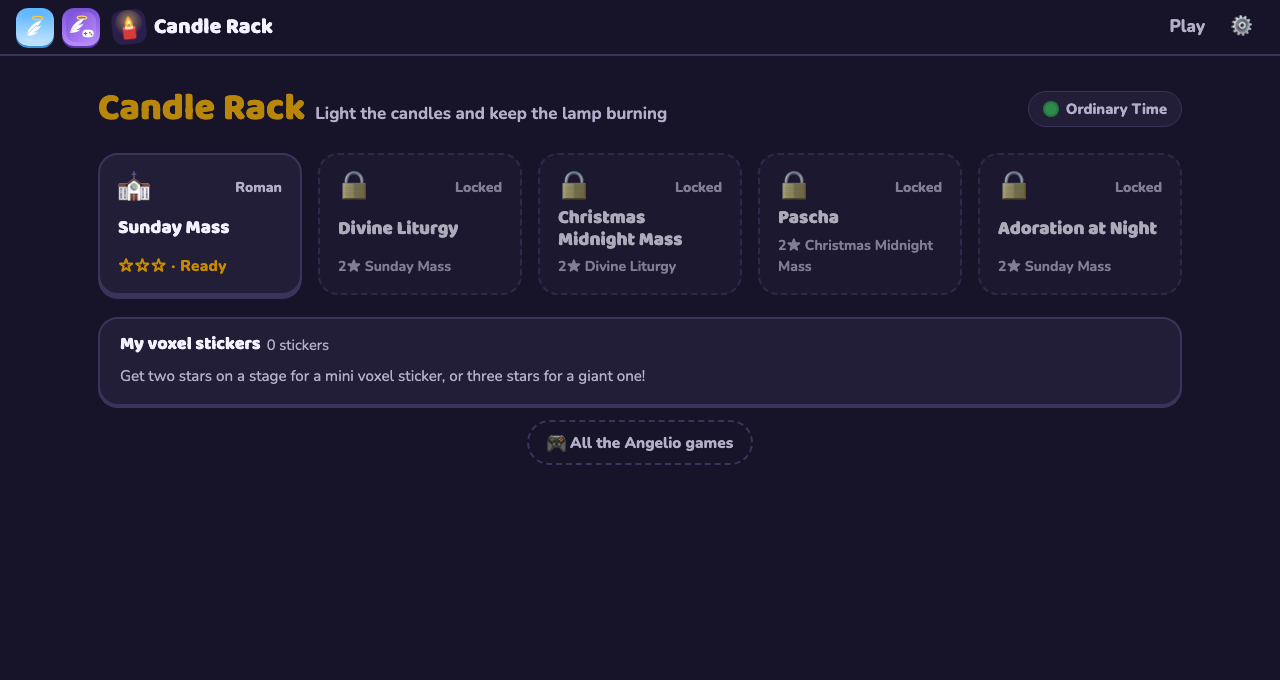 Candle Rack
Play
Candle Rack Light the candles and keep the lamp burning
Ordinary Time
Roman
Sunday Mass
☆☆☆ · Ready
Locked
Divine Liturgy
2★ Sunday Mass
Locked
Christmas
Midnight Mass
2★ Divine Liturgy
Locked
Pascha
2★ Christmas Midnight
Mass
Locked
Adoration at Night
2★ Sunday Mass
My voxel stickers 0 stickers
Get two stars on a stage for a mini voxel sticker, or three stars for a giant one!
All the Angelio games